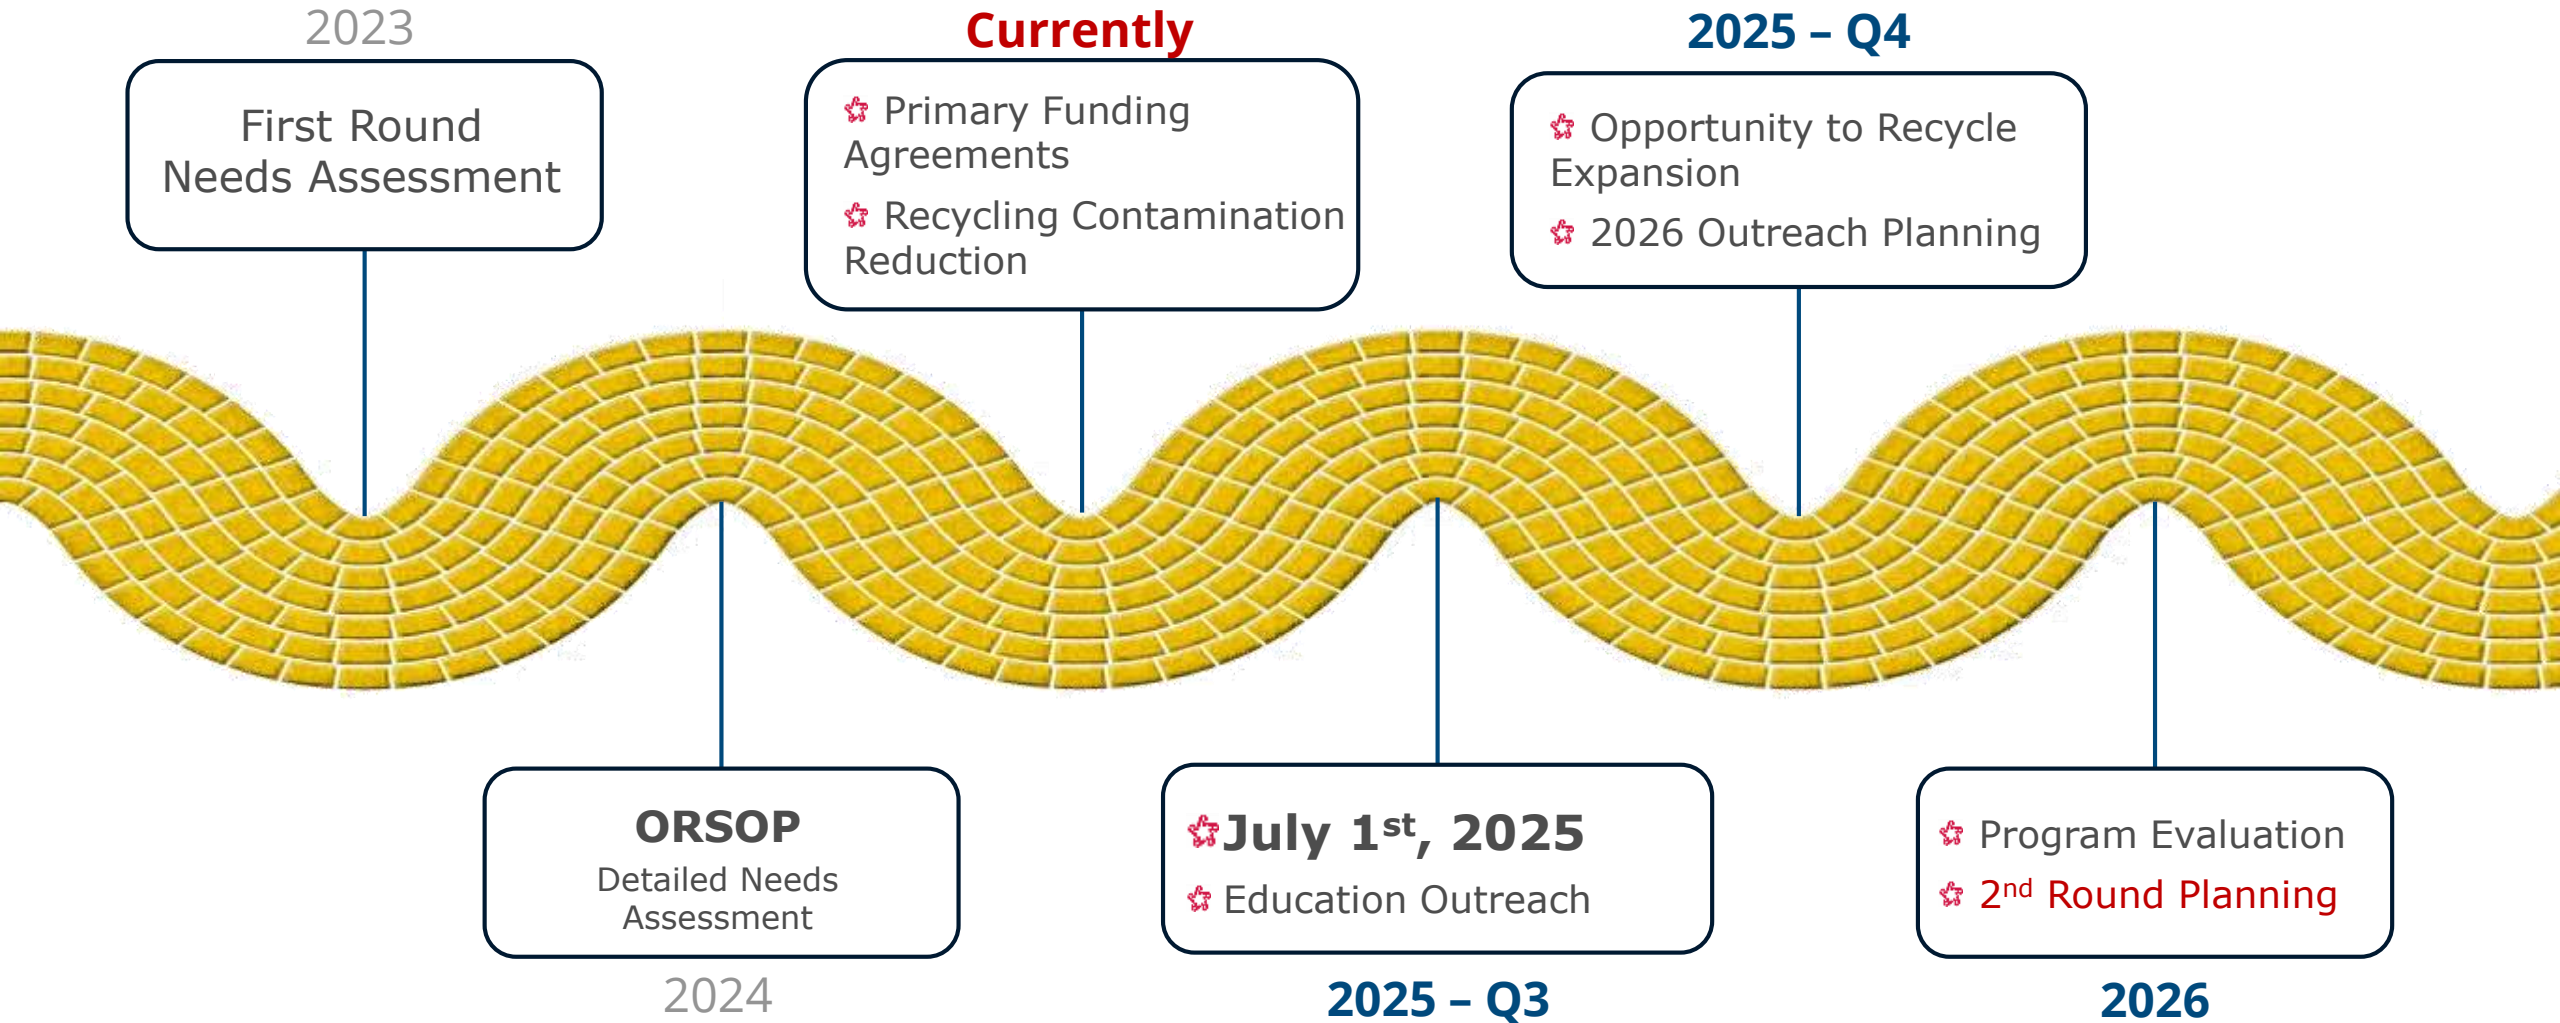 2023
First Round
Needs Assessment
Currently
Primary Funding
Agreements
Recycling Contamination
Reduction
2025 – Q4
Opportunity to Recycle
Expansion
2026 Outreach Planning
ORSOP
Detailed Needs
Assessment
2024
July 1st, 2025
Education Outreach
2025 – Q3
Program Evaluation
2nd Round Planning
2026